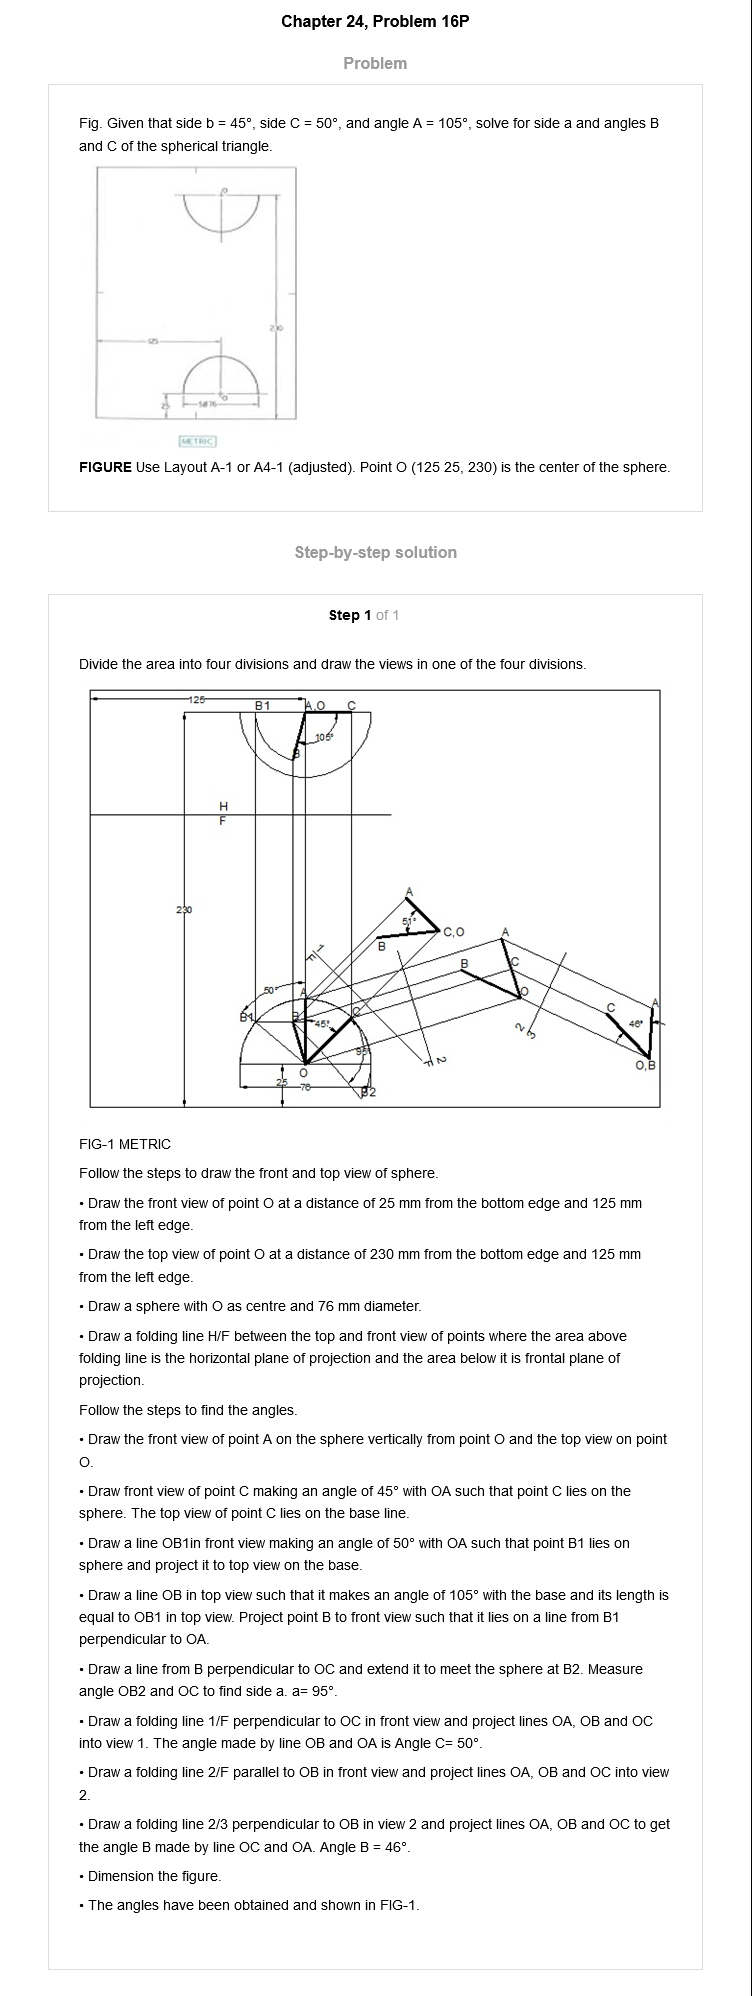 Chapter 24, Problem 16P
Problem
Fig. Given that side b = 45°, side C = 50°, and angle A = 105°, solve for side a and angles B
and C of the spherical triangle.
O
230
125
O
25
SØ 76
METRIC
FIGURE Use Layout A-1 or A4-1 (adjusted). Point O (125 25, 230) is the center of the sphere.
Step-by-step solution
Step 1 of 1
Divide the area into four divisions and draw the views in one of the four divisions.
125
B1
A,O
C
105°
B
H
F
230
A
51°
C,O
B
A
B
C
O
1
F
50°
A
B1
B
45°
C
95°
O
25
76
B2
F
2
2
3
C
A
46°
O,B
FIG-1 METRIC
Follow the steps to draw the front and top view of sphere.
• Draw the front view of point O at a distance of 25 mm from the bottom edge and 125 mm
from the left edge.
• Draw the top view of point O at a distance of 230 mm from the bottom edge and 125 mm
from the left edge.
• Draw a sphere with O as centre and 76 mm diameter.
• Draw a folding line H/F between the top and front view of points where the area above
folding line is the horizontal plane of projection and the area below it is frontal plane of
projection.
Follow the steps to find the angles.
• Draw the front view of point A on the sphere vertically from point O and the top view on point
O.
• Draw front view of point C making an angle of 45° with OA such that point C lies on the
sphere. The top view of point C lies on the base line.
• Draw a line OB1in front view making an angle of 50° with OA such that point B1 lies on
sphere and project it to top view on the base.
• Draw a line OB in top view such that it makes an angle of 105° with the base and its length is
equal to OB1 in top view. Project point B to front view such that it lies on a line from B1
perpendicular to OA.
• Draw a line from B perpendicular to OC and extend it to meet the sphere at B2. Measure
angle OB2 and OC to find side a. a= 95°.
• Draw a folding line 1/F perpendicular to OC in front view and project lines OA, OB and OC
into view 1. The angle made by line OB and OA is Angle C= 50°.
• Draw a folding line 2/F parallel to OB in front view and project lines OA, OB and OC into view
2.
• Draw a folding line 2/3 perpendicular to OB in view 2 and project lines OA, OB and OC to get
the angle B made by line OC and OA. Angle B = 46°.
• Dimension the figure.
• The angles have been obtained and shown in FIG-1.